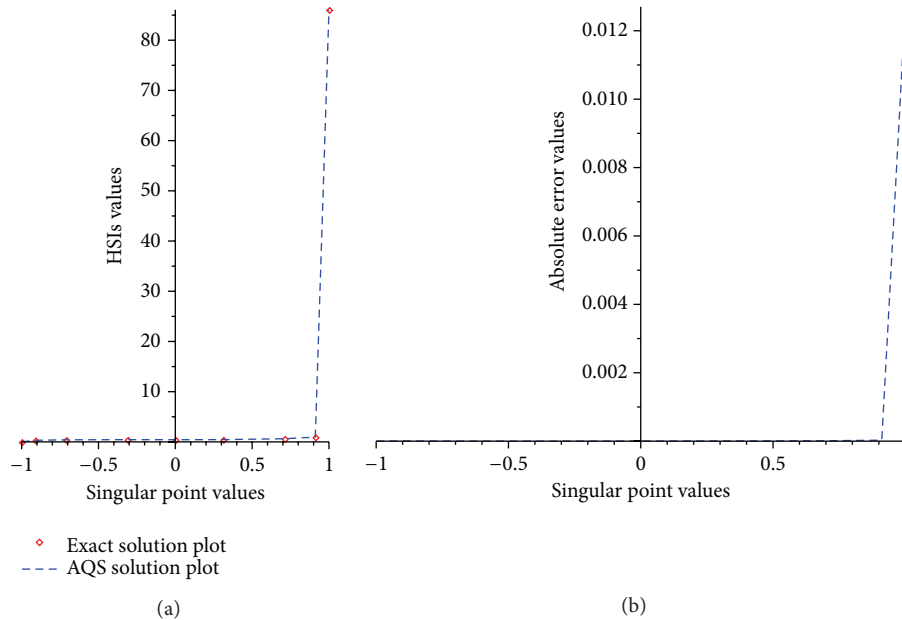 80
70
60
50
40
30
20
10
HSIs values
−1
−0.5
0
0.5
1
Singular point values
Exact solution plot
AQS solution plot
(a)
0.012
0.010
0.008
0.006
0.004
0.002
Absolute error values
−1
−0.5
0
0.5
Singular point values
(b)